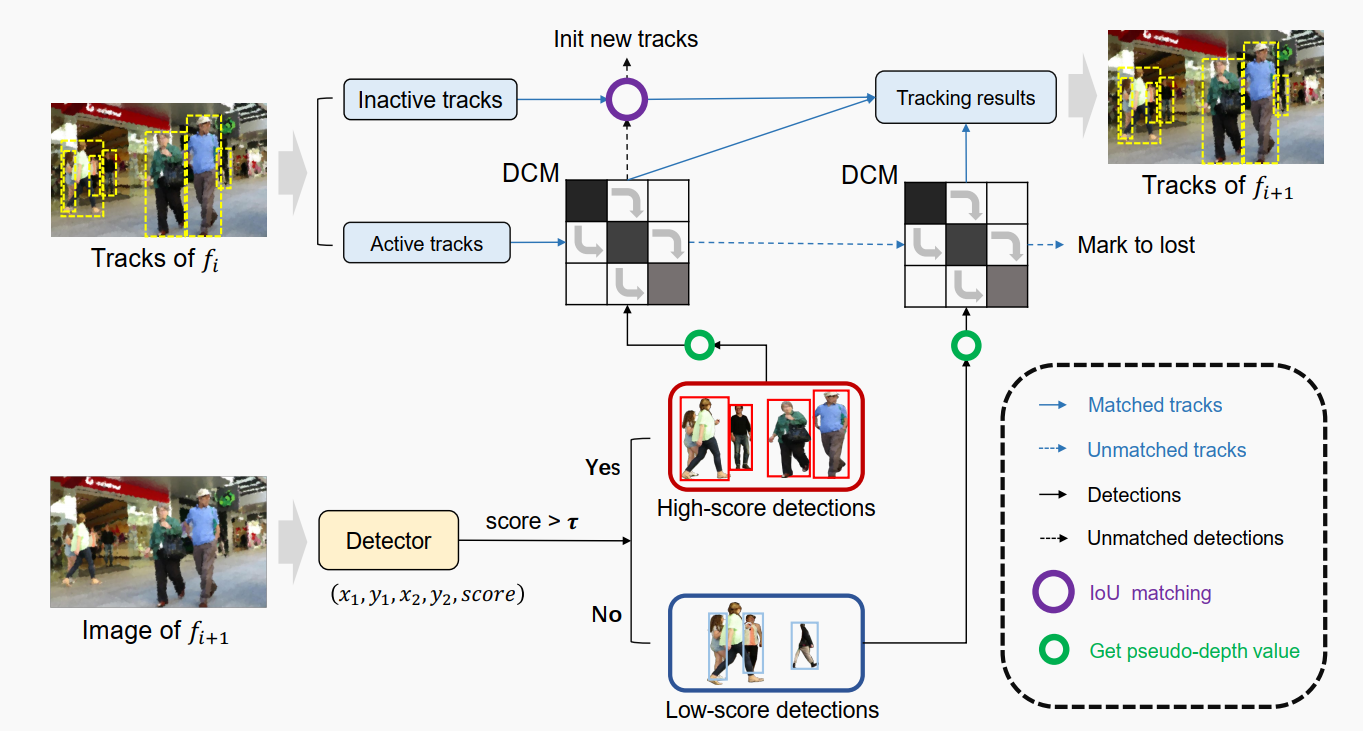 Init new tracks
Inactive tracks
Tracking results
DCM
DCM
Tracks of f_{i+1}
Active tracks
Mark to lost
Tracks of f_i
Matched tracks
Unmatched tracks
Yes
Detections
High-score detections
score > τ
Detector
Unmatched detections
(x_1, y_1, x_2, y_2, score)
IoU matching
No
Image of f_{i+1}
Get pseudo-depth value
Low-score detections